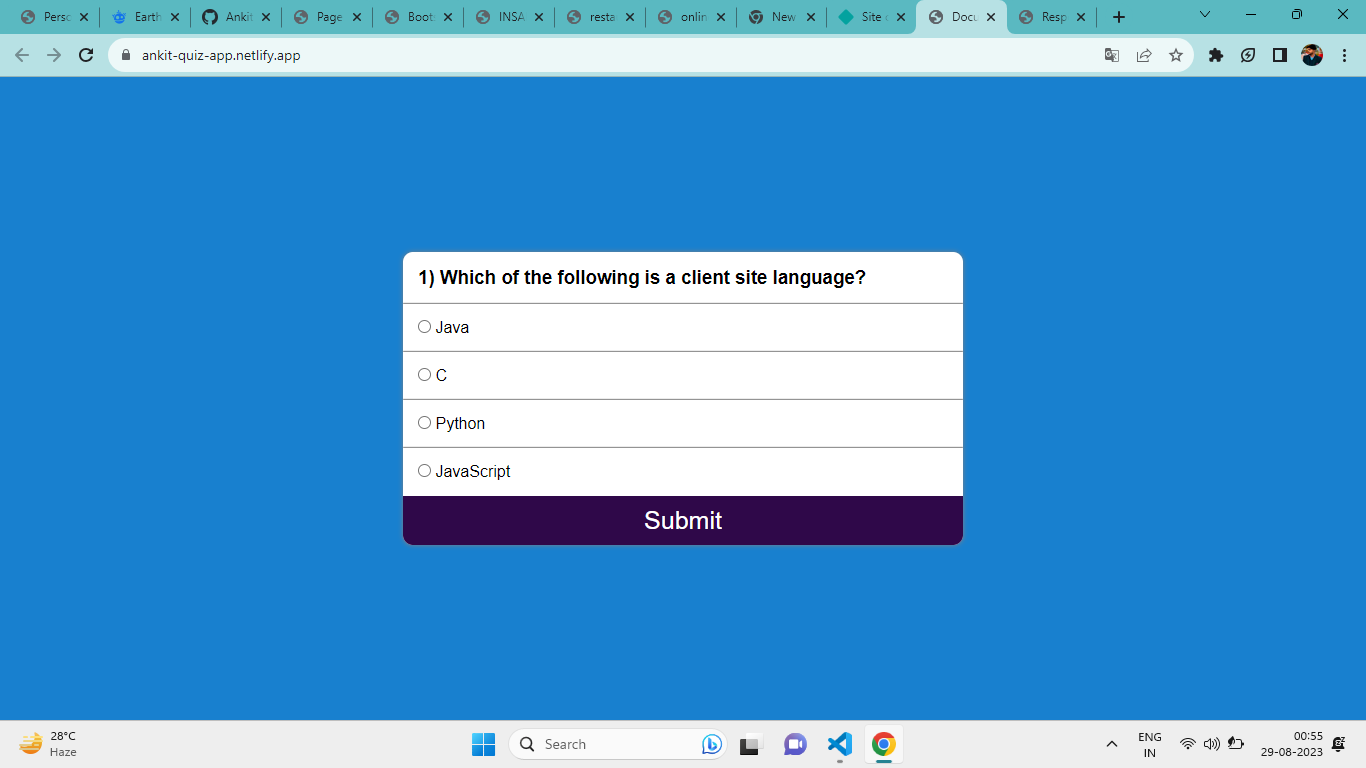 Perso Earth Ankit Page Boots INSA resta onlin New Site Docu Resp
ankit-quiz-app.netlify.app
1) Which of the following is a client site language?
Java
C
Python
JavaScript
Submit
28°C
Haze
Search
ENG
IN
00:55
29-08-2023